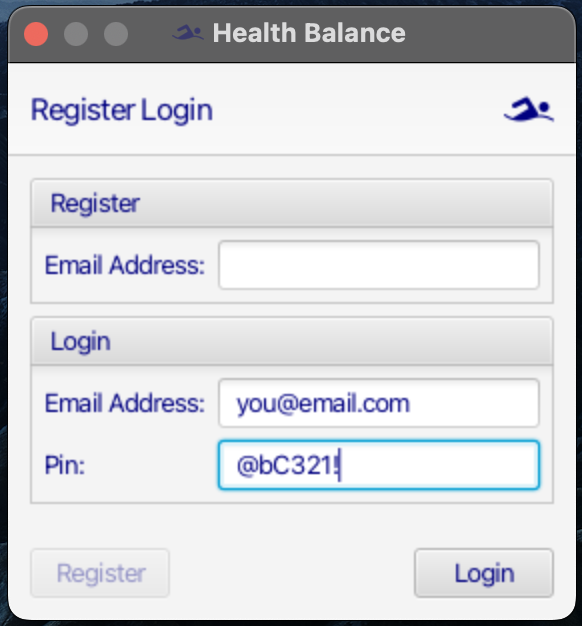 Health Balance
Register Login
Register
Email Address:
Login
Email Address: you@email.com
Pin: @bC321!
Register Login